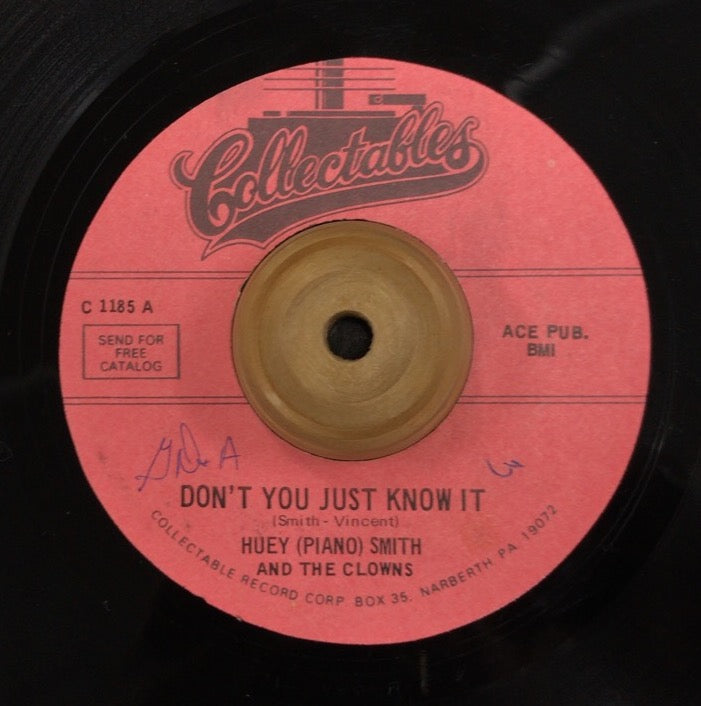 Collectables
C 1185 A
SEND FOR
FREE
CATALOG
ACE PUB.
BMI
DON'T YOU JUST KNOW IT
(Smith - Vincent)
HUEY (PIANO) SMITH
AND THE CLOWNS
COLLECTABLE RECORD CORP BOX 35. NARBERTH PA. 19072